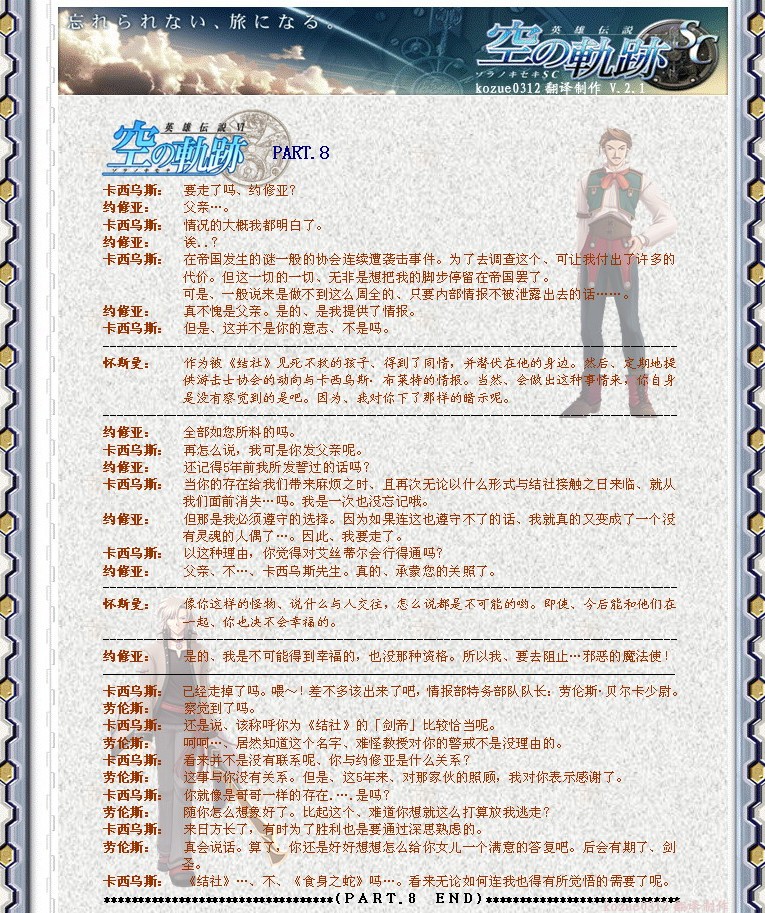 忘れられない、旅になる。
英雄伝説
空の軌跡SC
ソラノキセキSC
kozue0312 翻译制作 V.2.1
英雄伝説 VI
空の軌跡
ソラノキセキ
PART.8
卡西乌斯： 要走了吗、约修亚？
约修亚： 父亲…。
卡西乌斯： 情况的大概我都明白了。
约修亚： 诶..？
卡西乌斯： 在帝国发生的谜一般的协会连续遭袭击事件。为了去调查这个、可让我付出了许多的
代价。但这一切的一切、无非是想把我的脚步停留在帝国罢了。
可是、一般说来是做不到这么周全的、只要内部情报不被泄露出去的话……。
约修亚： 真不愧是父亲。是的、是我提供了情报。
卡西乌斯： 但是、这并不是你的意志、不是吗。
怀斯曼： 作为被《结社》见死不救的孩子、得到了同情，并潜伏在他的身边。然后、定期地提
供游击士协会的动向与卡西乌斯·布莱特的情报。当然、会做出这种事情来，你自身
是没有察觉到的是吧。因为、我对你下了那样的暗示呢。
约修亚： 全部如您所料的吗。
卡西乌斯： 再怎么说，我可是你发父亲呢。
约修亚： 还记得5年前我所发誓过的话吗？
卡西乌斯： 当你的存在给我们带来麻烦之时、且再次无论以什么形式与结社接触之日来临、就从
我们面前消失…吗。我是一次也没忘记哦。
约修亚： 但那是我必须遵守的选择。因为如果连这也遵守不了的话、我就真的又变成了一个没
有灵魂的人偶了…。因此、我要走了。
卡西乌斯： 以这种理由，你觉得对艾丝蒂尔会行得通吗？
约修亚： 父亲、不…、卡西乌斯先生。真的、承蒙您的关照了。
怀斯曼： 像你这样的怪物、说什么与人交往，怎么说都是不可能的哟。即使、今后能和他们在
一起、你也决不会幸福的。
约修亚： 是的、我是不可能得到幸福的，也没那种资格。所以我、要去阻止…邪恶的魔法使！
卡西乌斯： 已经走掉了吗。喂～！差不多该出来了吧，情报部特务部队队长：劳伦斯·贝尔卡少尉。
劳伦斯： 察觉到了吗。
卡西乌斯： 还是说、该称呼你为《结社》的「剑帝」比较恰当呢。
劳伦斯： 呵呵…、居然知道这个名字、难怪教授对你的警戒不是没理由的。
卡西乌斯： 看来并不是没有联系呢、你与约修亚是什么关系？
劳伦斯： 这事与你没有关系。但是、这5年来、对那家伙的照顾，我对你表示感谢了。
卡西乌斯： 你就像是哥哥一样的存在.….是吗？
劳伦斯： 随你怎么想象好了。比起这个、难道你想就这么打算放我逃走？
卡西乌斯： 来日方长了，有时为了胜利也是要通过深思熟虑的。
劳伦斯： 真会说话。算了，你还是好好想想怎么给你女儿一个满意的答复吧。后会有期了、剑
圣。
卡西乌斯： 《结社》…、不、《食身之蛇》吗…。看来无论如何连我也得有所觉悟的需要了呢。
**********************************(PART.8 END)****************************
kozue0312 翻译制作